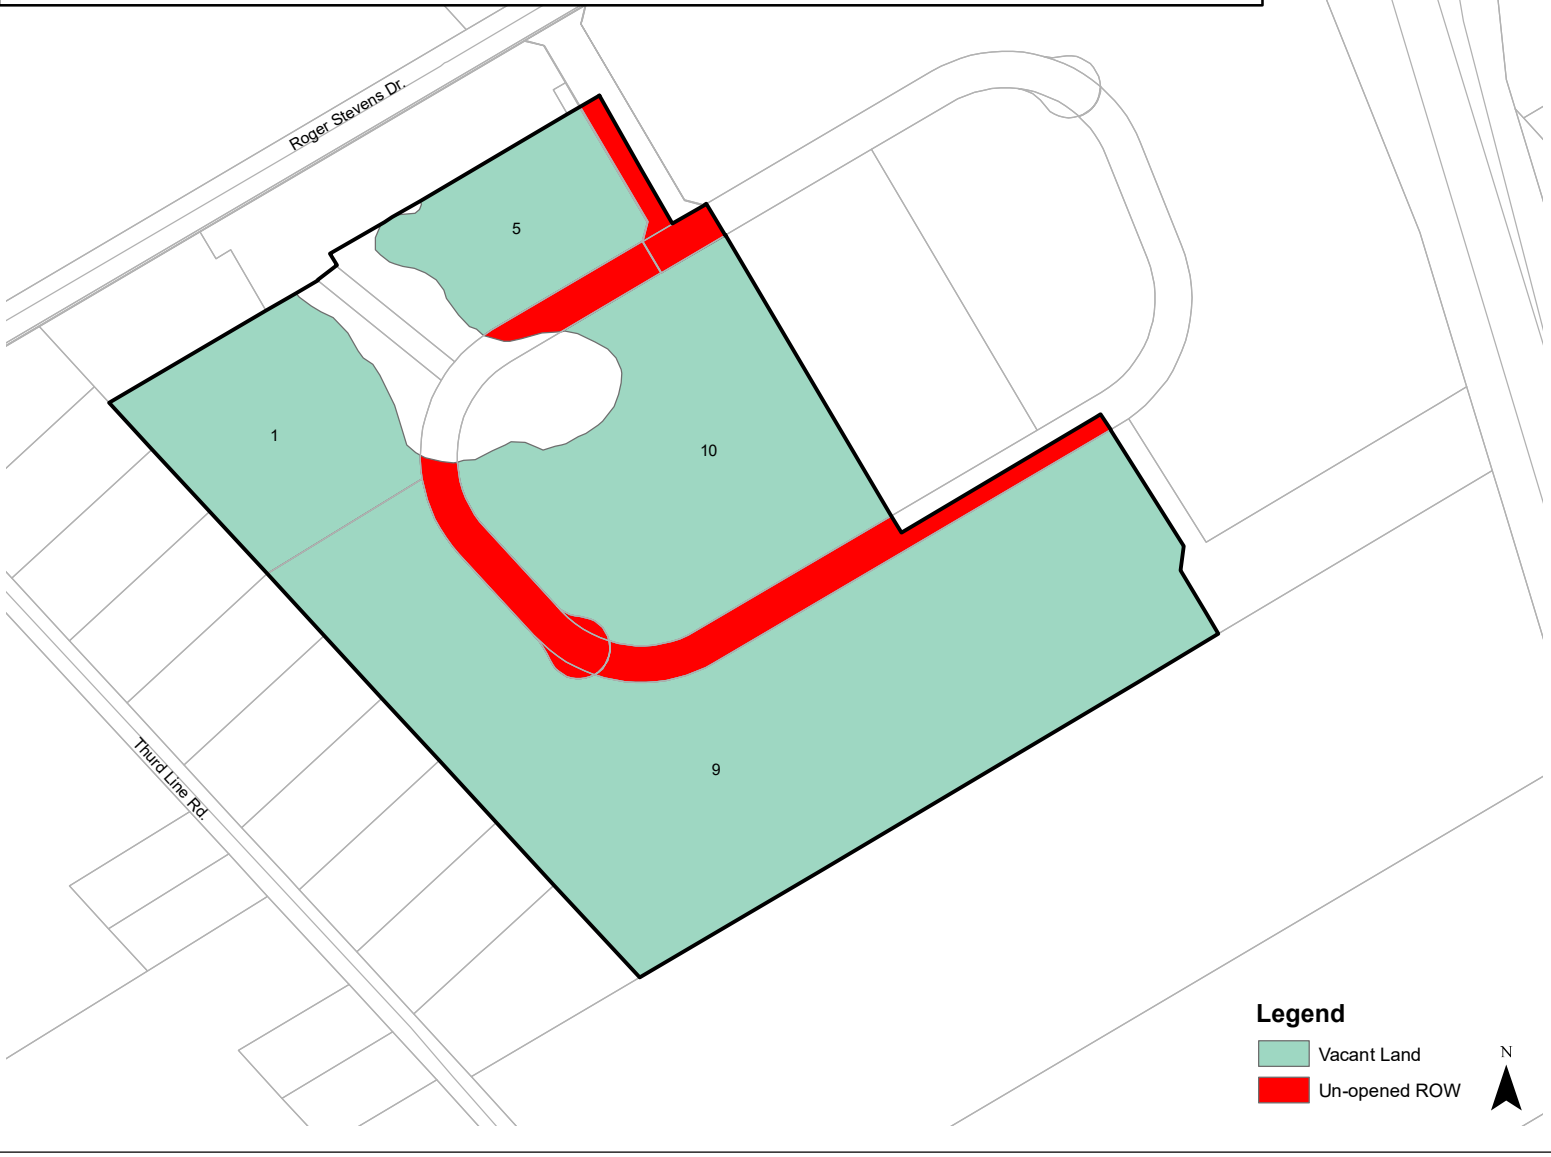 Roger Stevens Dr.
5
1
10
Thurd Line Rd.
9
Legend
Vacant Land
N
Un-opened ROW